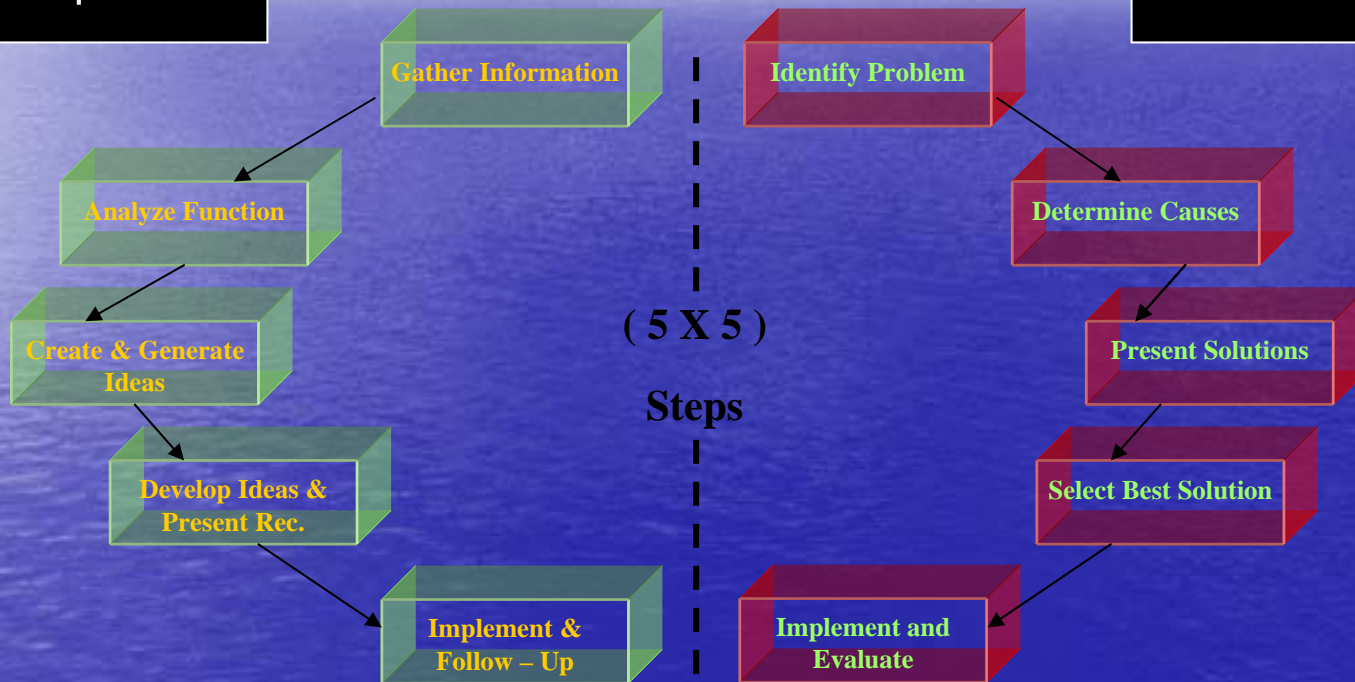 Gather Information
Analyze Function
Create & Generate
Ideas
Develop Ideas &
Present Rec.
Implement &
Follow – Up
( 5 X 5 )
Steps
Identify Problem
Determine Causes
Present Solutions
Select Best Solution
Implement and
Evaluate